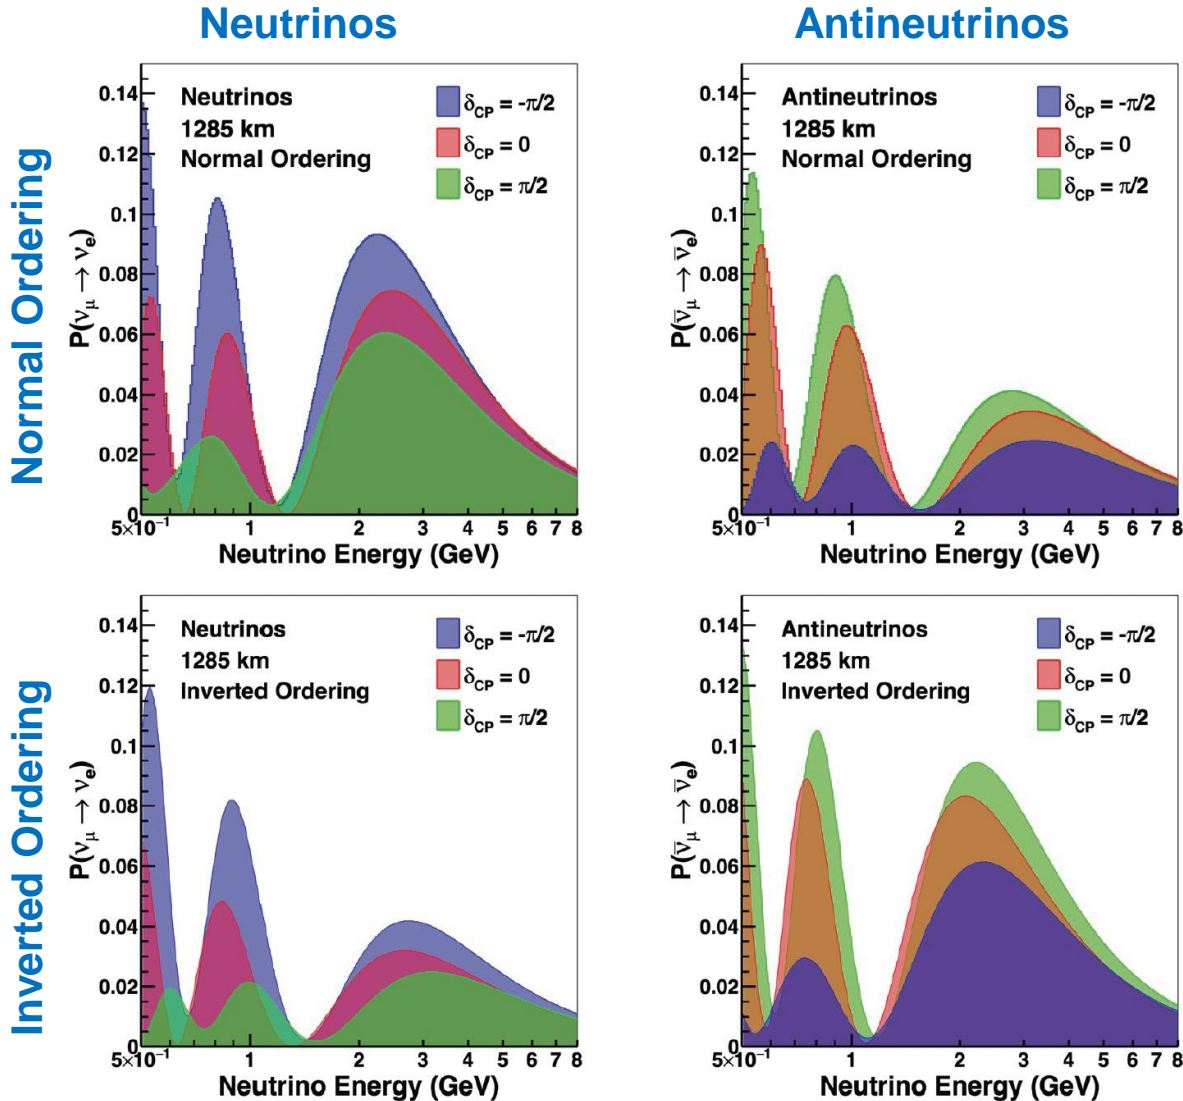 Neutrinos
Antineutrinos
Normal Ordering
Inverted Ordering
Neutrinos
1285 km
Normal Ordering
δCP = -π/2
δCP = 0
δCP = π/2
P(νμ → νe)
0.14
0.12
0.1
0.08
0.06
0.04
0.02
0
5×10⁻¹ 1 2 3 4 5 6 7 8
Neutrino Energy (GeV)
Antineutrinos
1285 km
Normal Ordering
δCP = -π/2
δCP = 0
δCP = π/2
P(ν̄μ → ν̄e)
0.14
0.12
0.1
0.08
0.06
0.04
0.02
0
5×10⁻¹ 1 2 3 4 5 6 7 8
Neutrino Energy (GeV)
Neutrinos
1285 km
Inverted Ordering
δCP = -π/2
δCP = 0
δCP = π/2
P(νμ → νe)
0.14
0.12
0.1
0.08
0.06
0.04
0.02
0
5×10⁻¹ 1 2 3 4 5 6 7 8
Neutrino Energy (GeV)
Antineutrinos
1285 km
Inverted Ordering
δCP = -π/2
δCP = 0
δCP = π/2
P(ν̄μ → ν̄e)
0.14
0.12
0.1
0.08
0.06
0.04
0.02
0
5×10⁻¹ 1 2 3 4 5 6 7 8
Neutrino Energy (GeV)